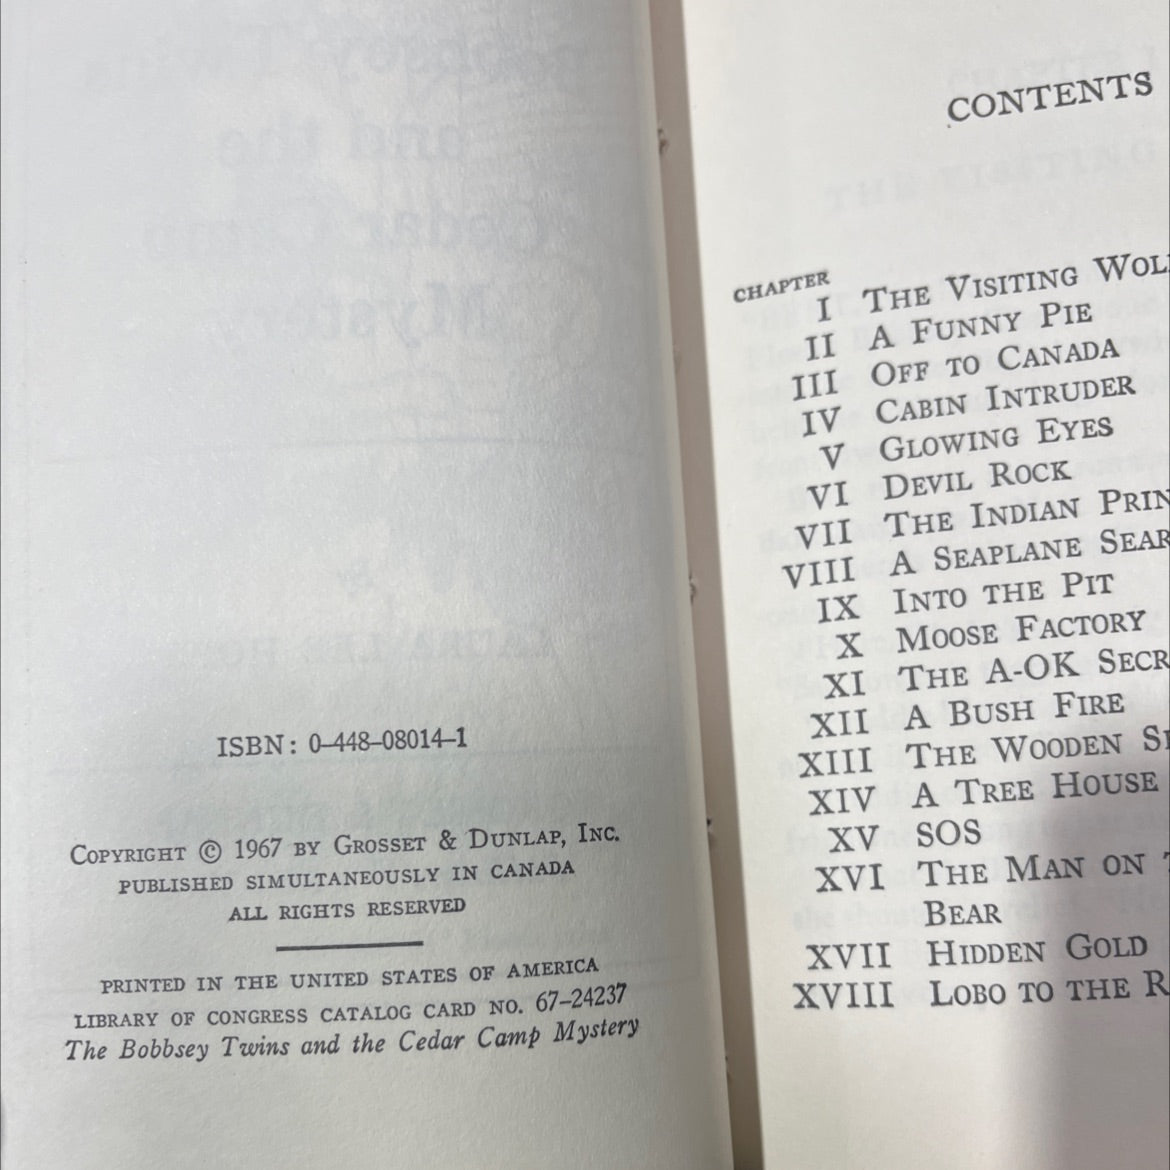 ISBN: 0-448-08014-1
COPYRIGHT © 1967 BY GROSSET & DUNLAP, INC.
PUBLISHED SIMULTANEOUSLY IN CANADA
ALL RIGHTS RESERVED
PRINTED IN THE UNITED STATES OF AMERICA
LIBRARY OF CONGRESS CATALOG CARD NO. 67-24237
The Bobbsey Twins and the Cedar Camp Mystery
CONTENTS
CHAPTER
I THE VISITING
II A FUNNY PIE
III OFF TO CANADA
IV CABIN INTRUDER
V GLOWING EYES
VI DEVIL ROCK
VII THE INDIAN
VIII A SEAPLANE
IX INTO THE PIT
X MOOSE FACTORY
XI THE A-OK
XII A BUSH FIRE
XIII THE WOODEN
XIV A TREE HOUSE
XV SOS
XVI THE MAN ON
BEAR
XVII HIDDEN GOLD
XVIII LOBO TO THE